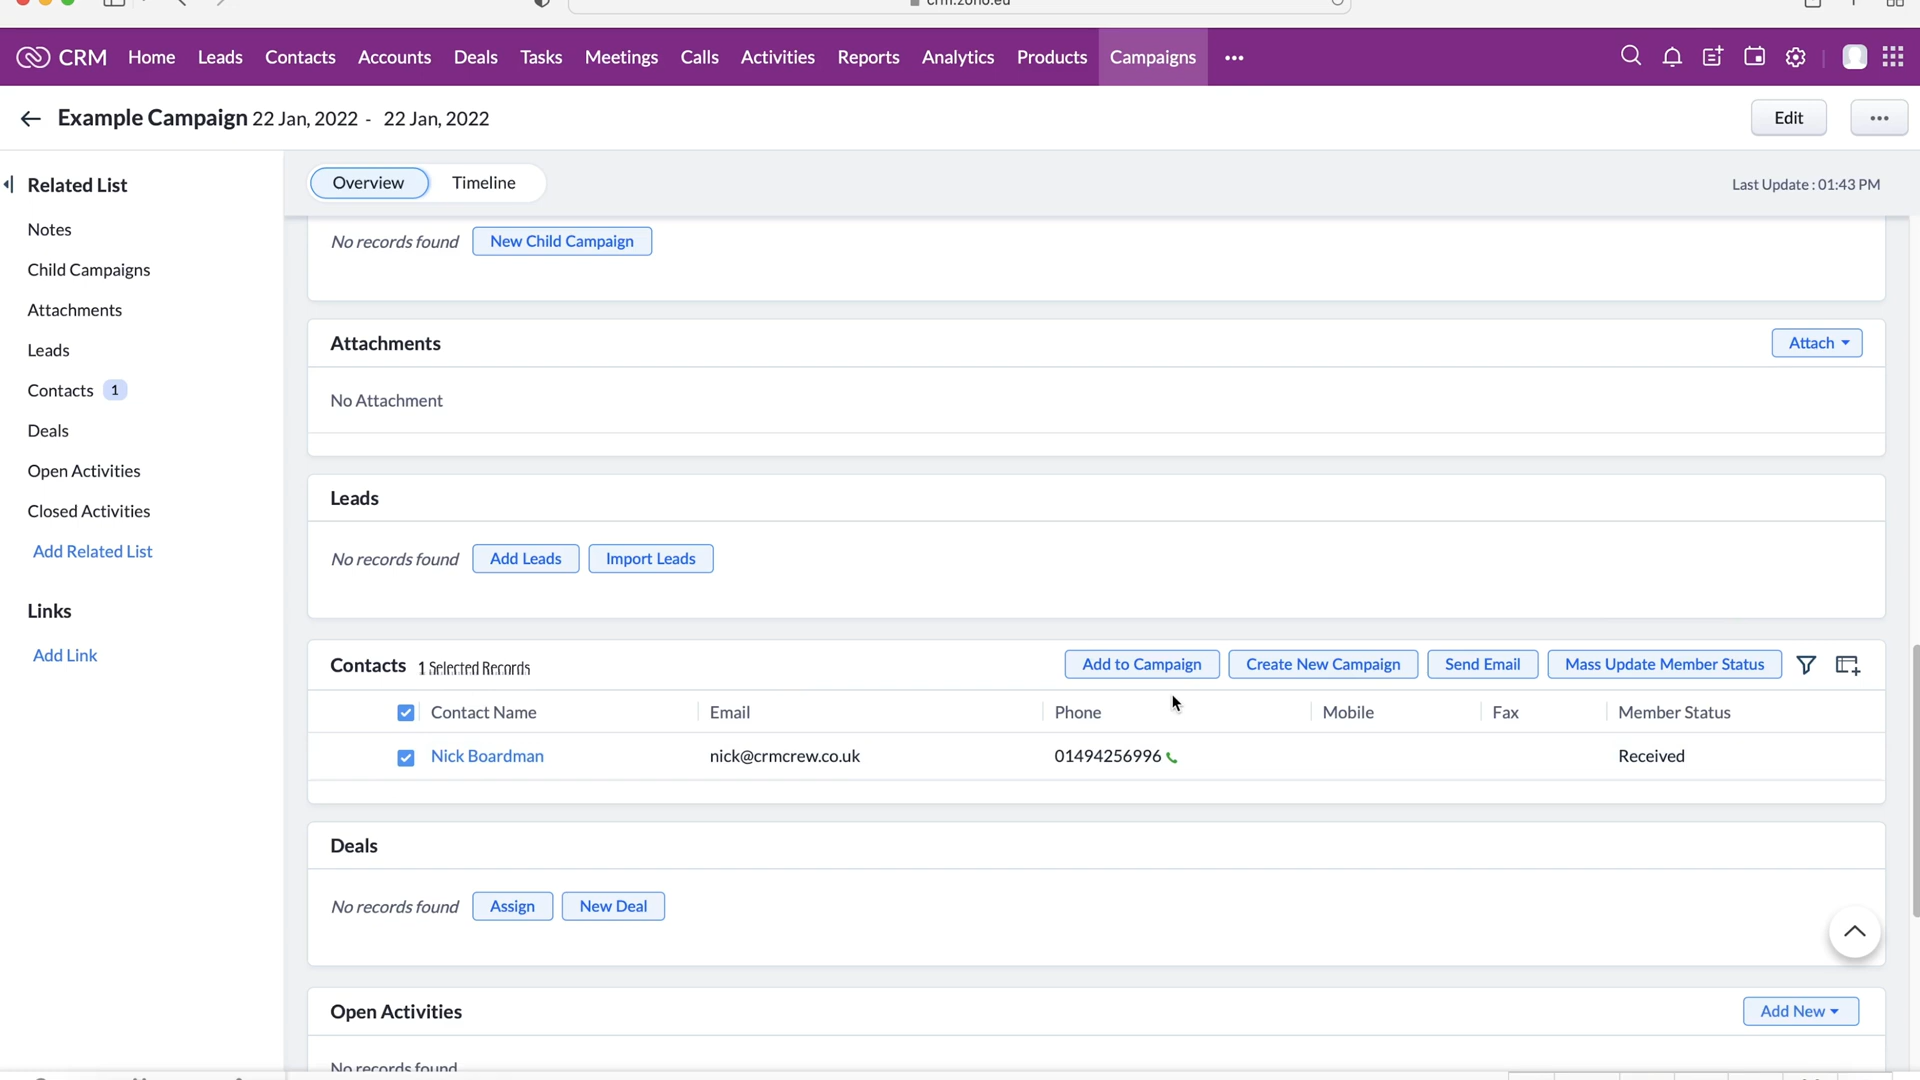 crm.zoho.eu
CRM Home Leads Contacts Accounts Deals Tasks Meetings Calls Activities Reports Analytics Products Campaigns •••
Example Campaign 22 Jan, 2022 - 22 Jan, 2022 Edit •••
Related List
Notes
Child Campaigns
Attachments
Leads
Contacts 1
Deals
Open Activities
Closed Activities
Add Related List
Links
Add Link
Overview Timeline Last Update : 01:43 PM
No records found New Child Campaign
Attachments Attach
No Attachment
Leads
No records found Add Leads Import Leads
Contacts 1 Selected Records Add to Campaign Create New Campaign Send Email Mass Update Member Status
Contact Name Email Phone Mobile Fax Member Status
Nick Boardman nick@crmcrew.co.uk 01494256996 Received
Deals
No records found Assign New Deal
Open Activities Add New
No records found